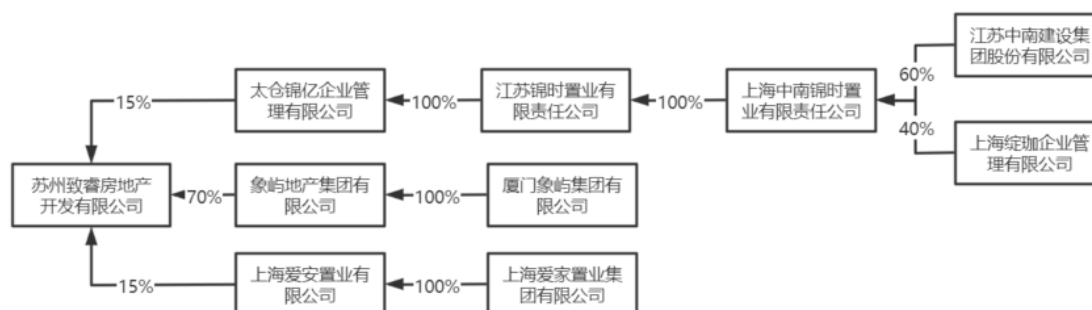 江苏中南建设集
团股份有限公司
60%
太仓锦亿企业管
理有限公司
江苏锦时置业有
限责任公司
上海中南锦时置
业有限责任公司
15%
100%
100%
40%
上海绽珈企业管
理有限公司
苏州致睿房地产
开发有限公司
70%
象屿地产集团有
限公司
100%
厦门象屿集团有
限公司
15%
上海爱安置业有
限公司
100%
上海爱家置业集
团有限公司